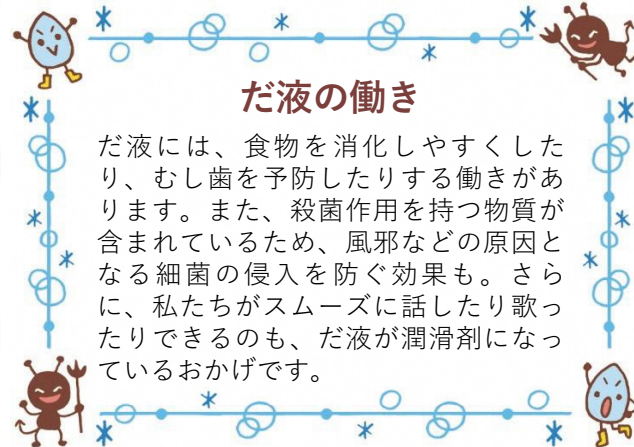 だ液の働き
だ液には、食物を消化しやすくした
り、むし歯を予防したりする働きがあ
ります。また、殺菌作用を持つ物質が
含まれているため、風邪などの原因と
なる細菌の侵入を防ぐ効果も。さら
に、私たちがスムーズに話したり歌っ
たりできるのも、だ液が潤滑剤になっ
ているおかげです。